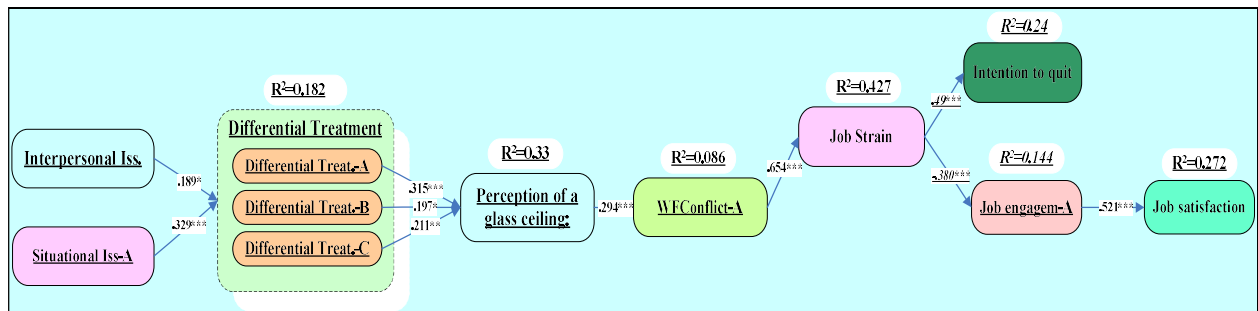 Interpersonal Iss.
Situational Iss-A
.189*
.329***
R²=0.182
Differential Treatment
Differential Treat.-A
Differential Treat.-B
Differential Treat.-C
.315***
.197*
.211**
R²=0.33
Perception of a
glass ceiling:
.294***
R²=0.086
WFConflict-A
.654***
R²=0.427
Job Strain
.49***
-.380***
R²=0.24
Intention to quit
R²=0.144
Job engagem-A
.521***
R²=0.272
Job satisfaction